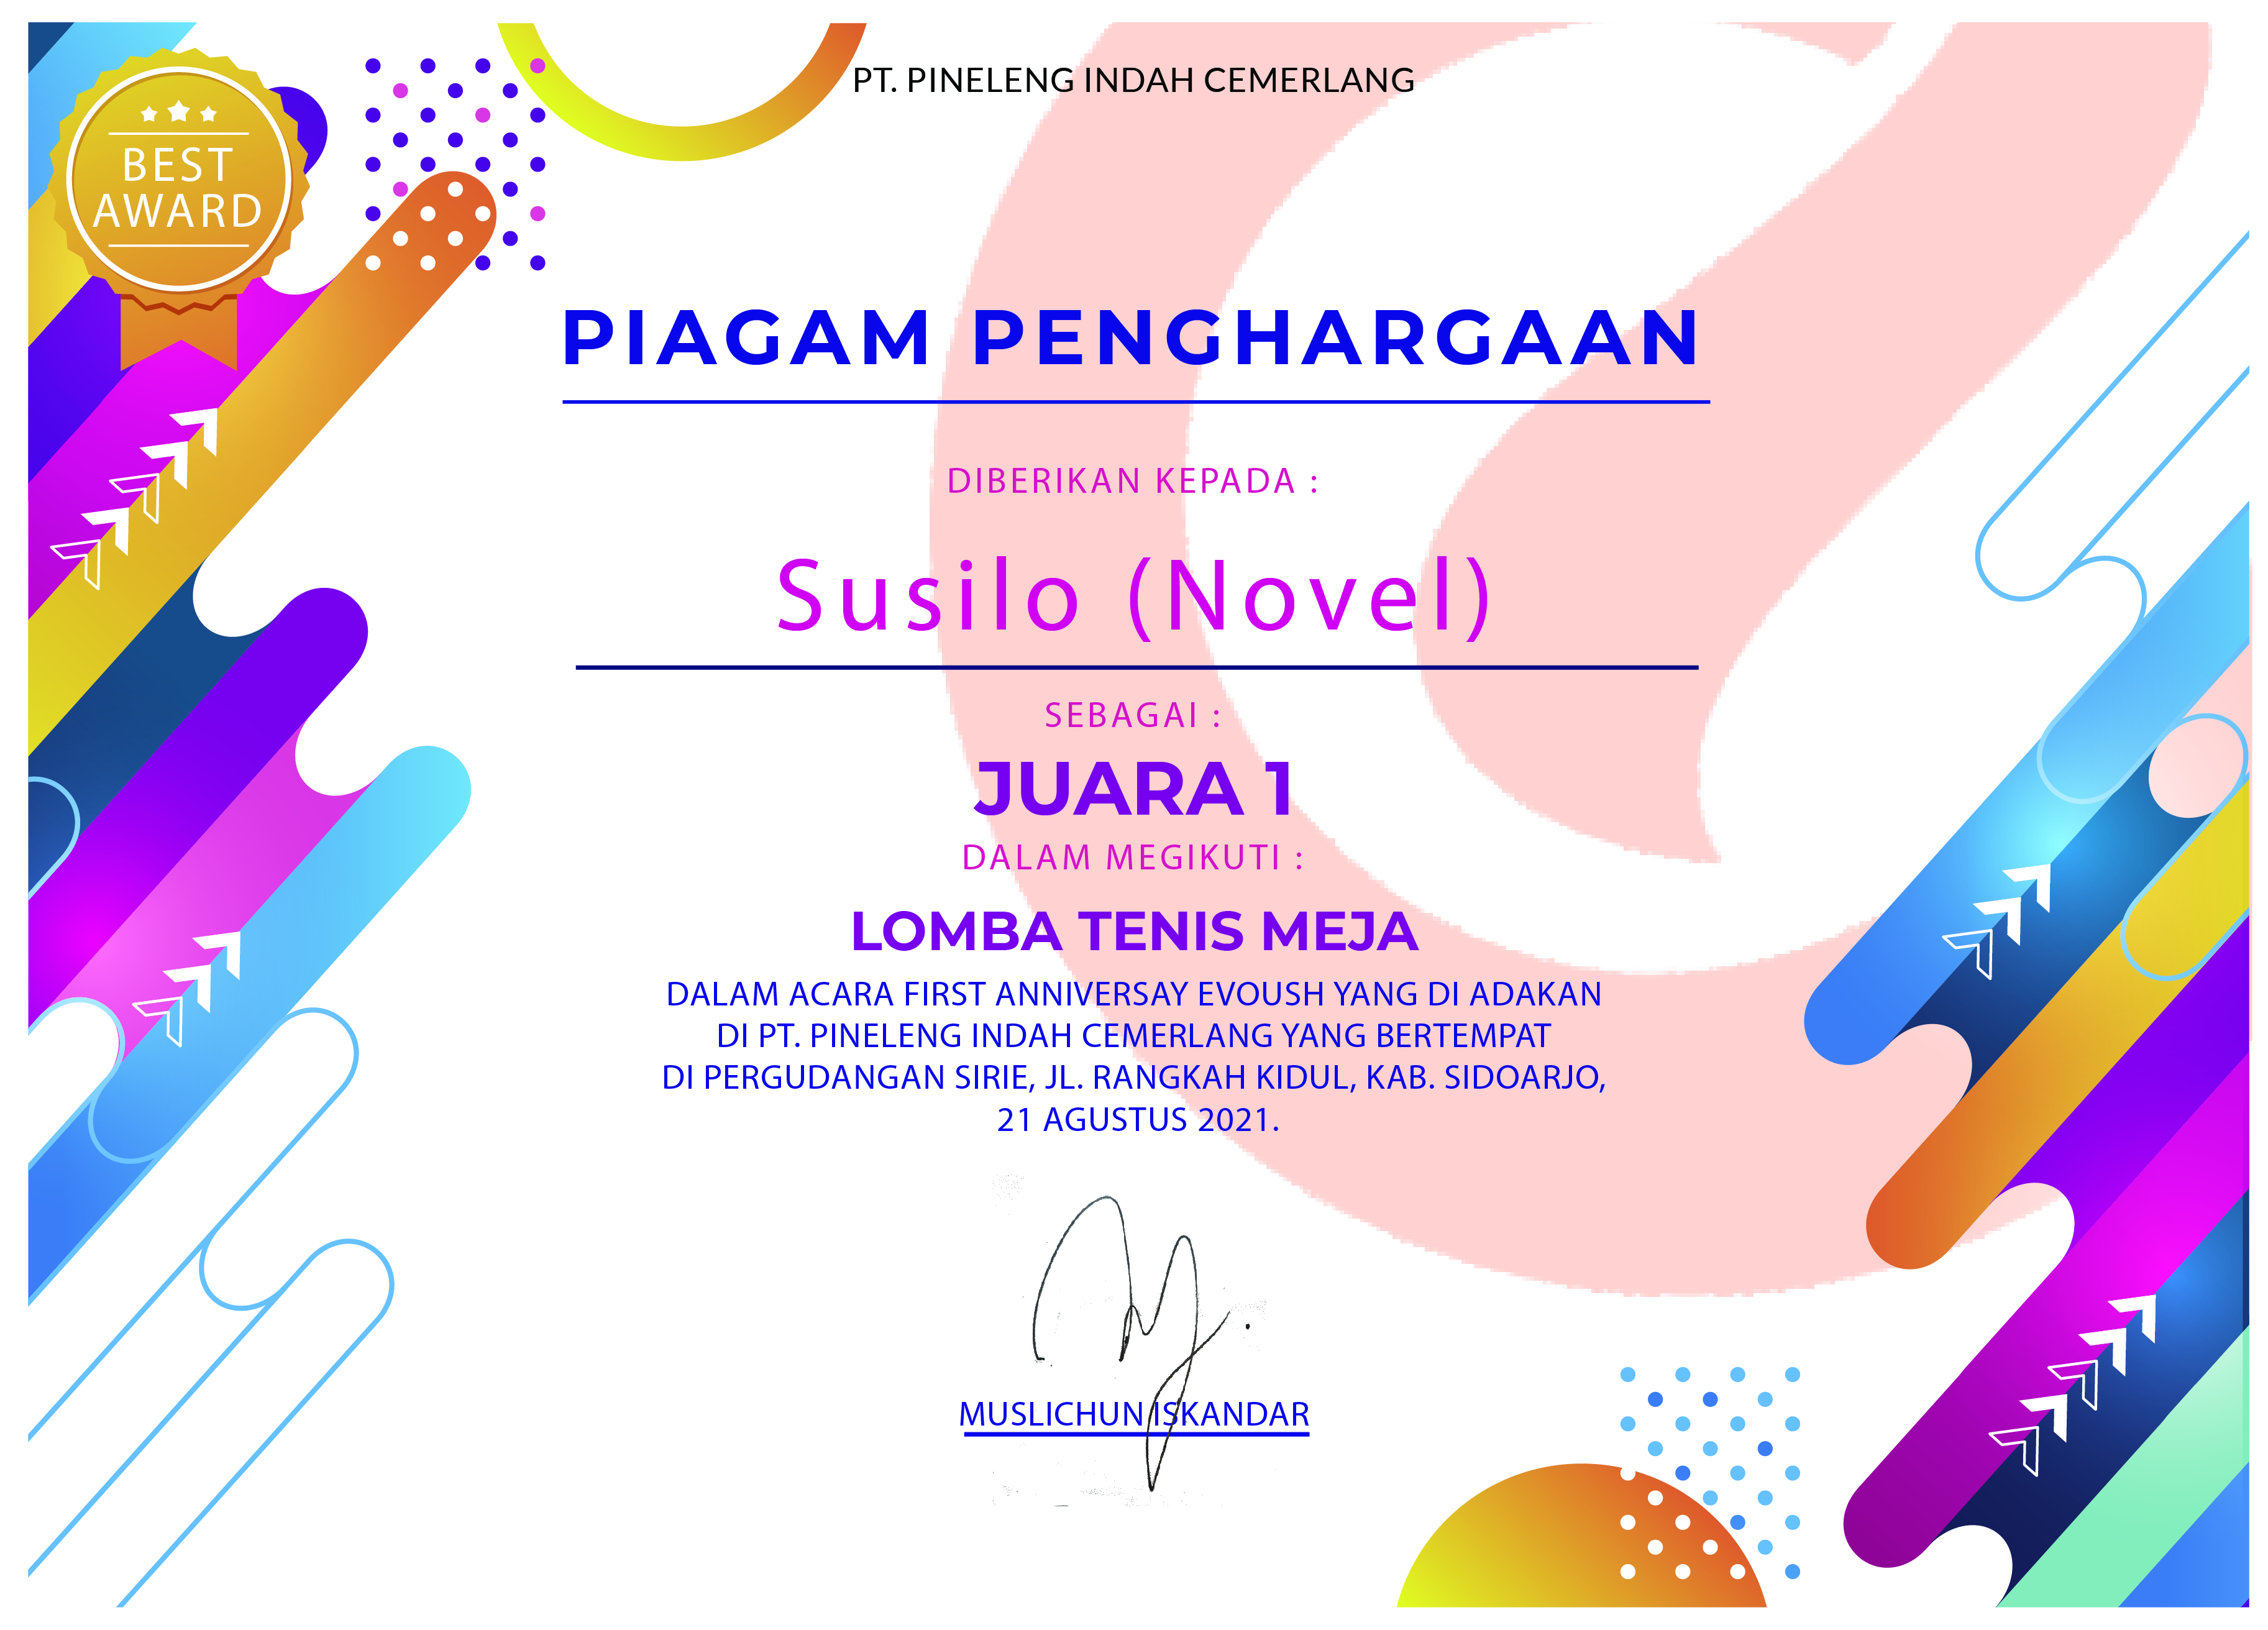 PT. PINELENG INDAH CEMERLANG
BEST
AWARD
PIAGAM PENGHARGAAN
DIBERIKAN KEPADA :
Susilo (Novel)
SEBAGAI :
JUARA 1
DALAM MEGIKUTI :
LOMBA TENIS MEJA
DALAM ACARA FIRST ANNIVERSAY EVOUSH YANG DI ADAKAN
DI PT. PINELENG INDAH CEMERLANG YANG BERTEMPAT
DI PERGUDANGAN SIRIE, JL. RANGKAH KIDUL, KAB. SIDOARJO,
21 AGUSTUS 2021.
MUSLICHUN ISKANDAR